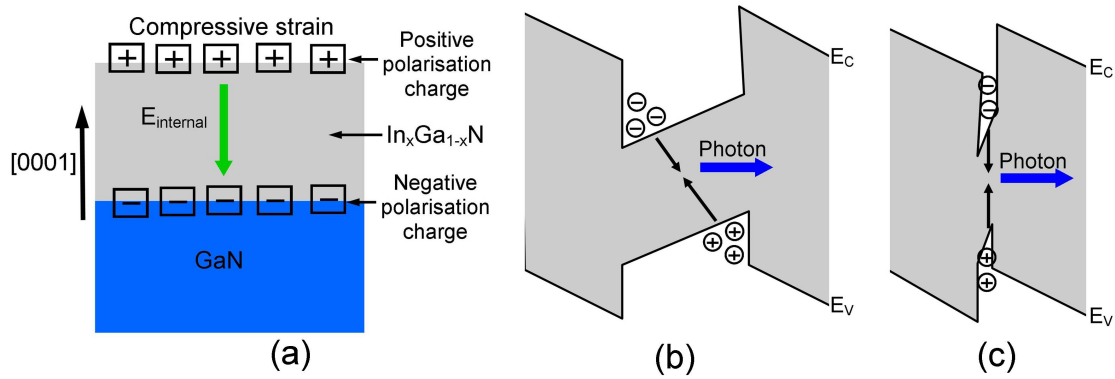 Compressive strain
Positive
polarisation
charge
E_internal
In_xGa_1-xN
[0001]
Negative
polarisation
charge
GaN
(a)
E_C
Photon
E_V
(b)
E_C
Photon
E_V
(c)